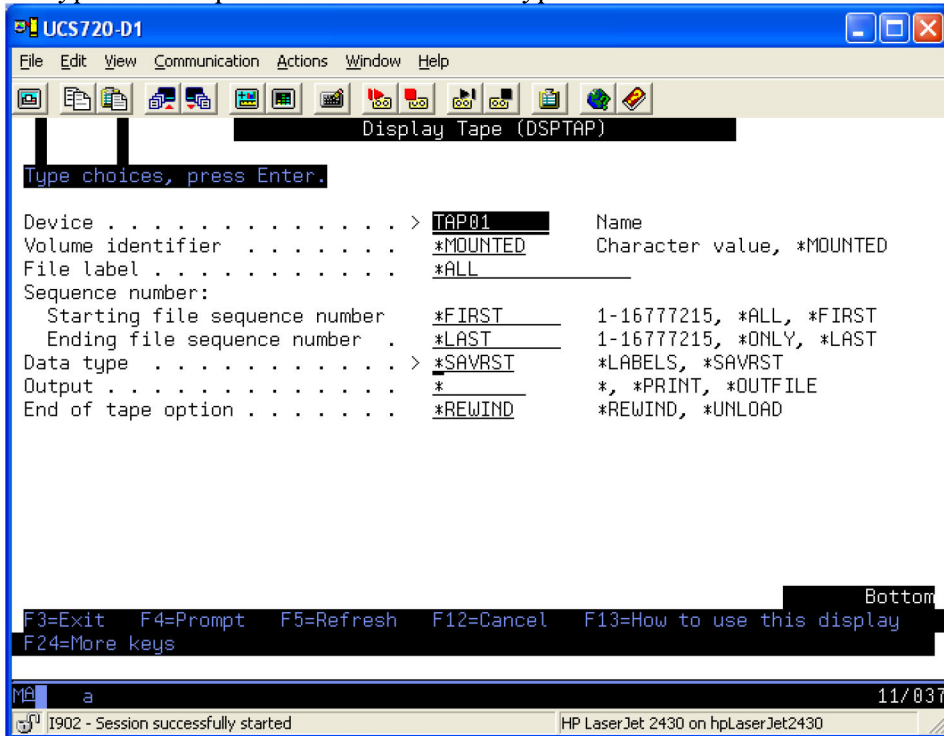 UCS720-D1
File Edit View Communication Actions Window Help
Display Tape (DSPTAP)
Type choices, press Enter.
Device . . . . . . . . . . . . . . > TAP01 Name
Volume identifier . . . . . . . *MOUNTED Character value, *MOUNTED
File label . . . . . . . . . . . *ALL
Sequence number:
Starting file sequence number *FIRST 1-16777215, *ALL, *FIRST
Ending file sequence number . *LAST 1-16777215, *ONLY, *LAST
Data type . . . . . . . . . . . > *SAVRST *LABELS, *SAVRST
Output . . . . . . . . . . . . . * *, *PRINT, *OUTFILE
End of tape option . . . . . . . *REWIND *REWIND, *UNLOAD
Bottom
F3=Exit F4=Prompt F5=Refresh F12=Cancel F13=How to use this display
F24=More keys
MA a 11/037
I902 - Session successfully started HP LaserJet 2430 on hpLaserJet2430